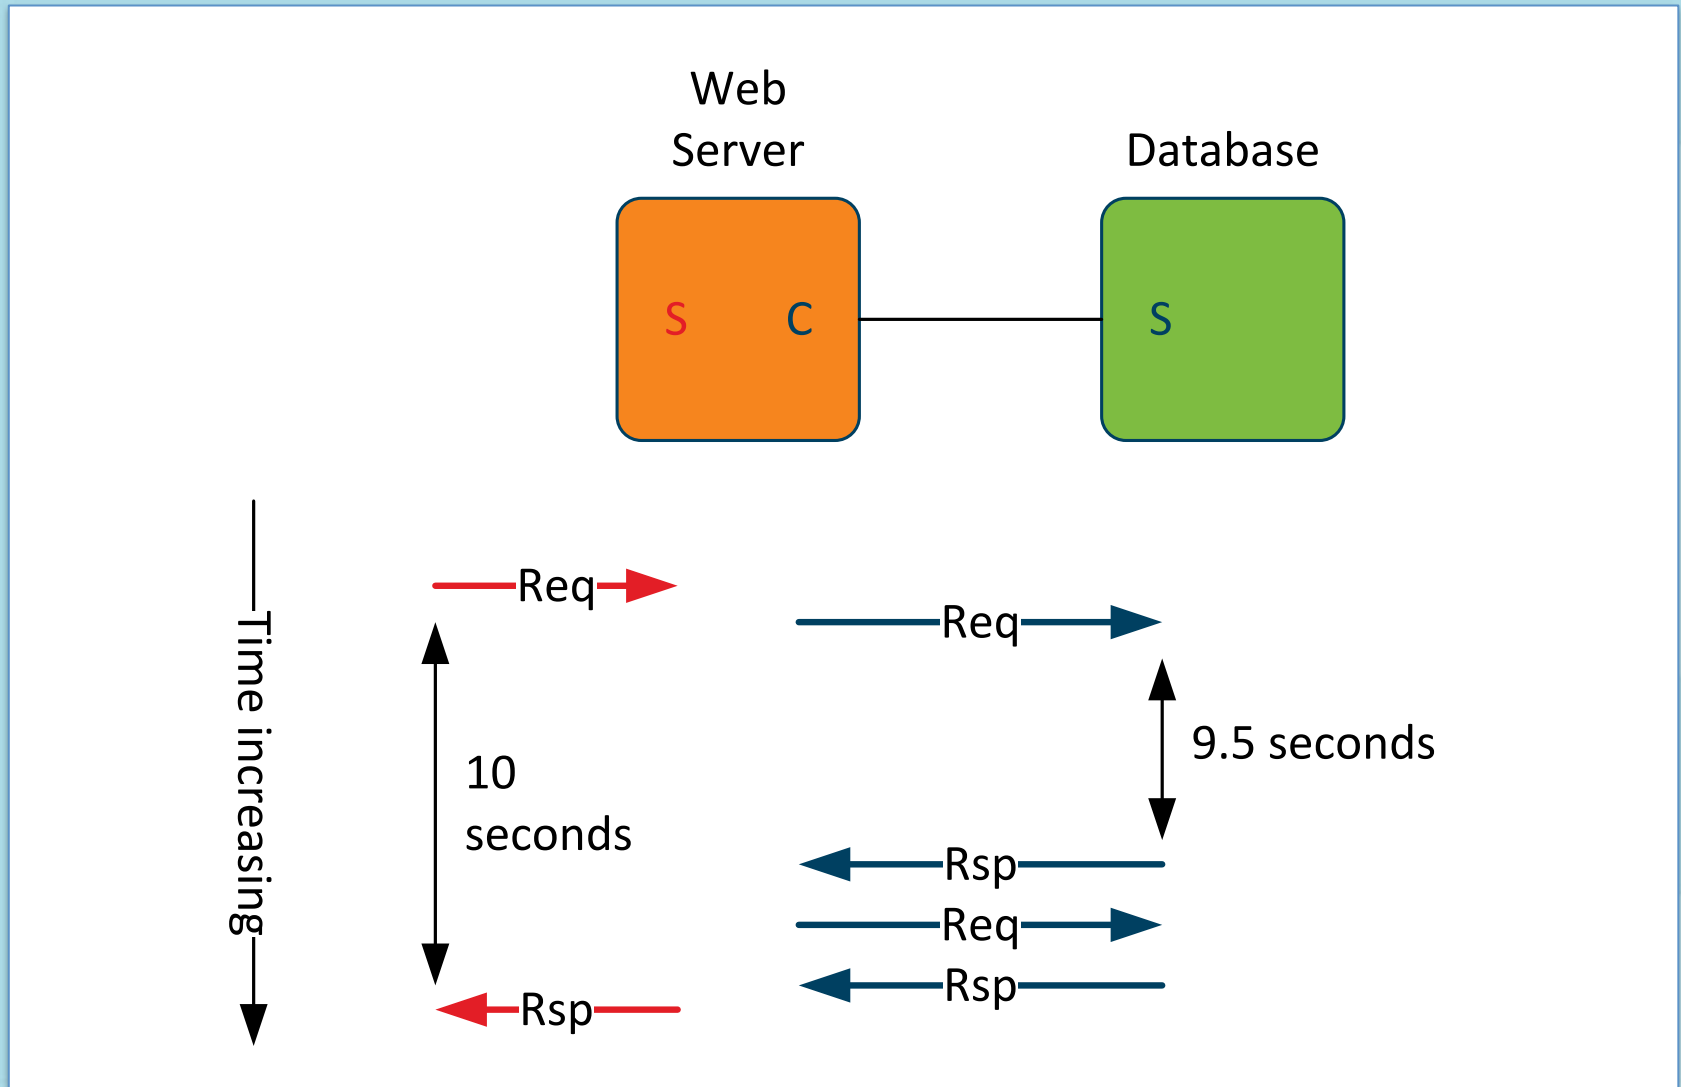 Web
Server
Database
S
C
S
Time increasing
Req
Req
10
seconds
9.5 seconds
Rsp
Req
Rsp
Rsp